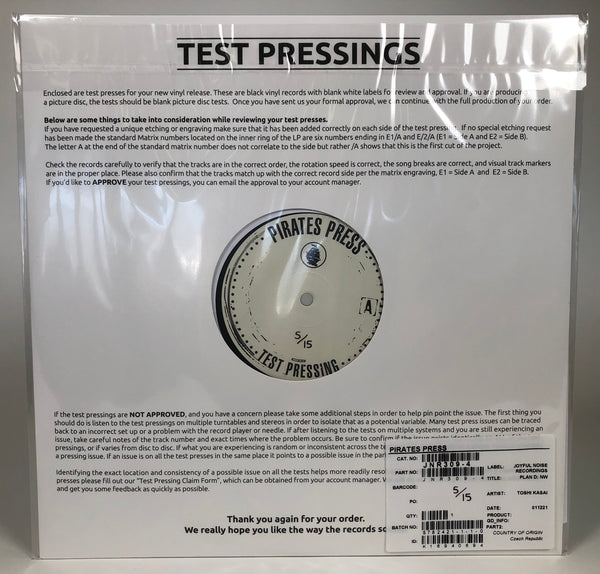 TEST PRESSINGS
Enclosed are test presses for your new vinyl release. These are black vinyl records with blank white labels for review and approval. If you are producing
a picture disc, the tests should be blank picture disc tests. Once you have sent us your formal approval, we can continue with the full production of your order.
Below are some things to take into consideration while reviewing your test presses.
If you have requested a unique etching or engraving make sure that it has been added correctly on each side of the test pressing. If no special etching request
has been made the standard Matrix numbers located on the inner ring of the LP are six numbers ending in E1/A and E/2/A (E1 = Side A and E2 = Side B).
The letter A at the end of the standard matrix number does not correlate to the side but rather /A shows that this is the first cut of the project.
Check the records carefully to verify that the tracks are in the correct order, the rotation speed is correct, the song breaks are correct, and visual track markers
are in the proper place. Please also confirm that the tracks match up with the correct record side per the matrix engraving, E1 = Side A and E2 = Side B.
If you'd like to APPROVE your test pressings, you can email the approval to your account manager.
PIRATES PRESS
A
5/15
TEST PRESSING
If the test pressings are NOT APPROVED, and you have a concern please take some additional steps in order to help pin point the issue. The first thing you
should do is listen to the test pressings on multiple turntables and stereos in order to isolate that as a potential variable. Many test press issues can be traced
back to an incorrect set up or a problem with the record player or needle. If after listening to the tests on multiple systems and you are still experiencing an
issue, take careful notes of the track number and exact times where the problem occurs. Be sure to confirm if the issue points identically
pressings, or if varies from disc to disc. If what you are experiencing is random or inconsistent across the
a pressing issue. If an issue is on all the test presses in the same place it points to a possible issue in the
Identifying the exact location and consistency of a possible issue on all the tests helps more readily
presses please fill out our "Test Pressing Claim Form", which can be obtained from your account manager.
and get you some feedback as quickly as possible.
Thank you again for your order.
We really hope you like the way the records
PIRATES PRESS
CAT. NO: JNR309-4
LABEL: JOYFUL NOISE RECORDINGS
PART NO: JNR309-4
TITLE: PLAN D: NW
BARCODE:
5/15
ARTIST: TOSHI KASAI
PO:
DATE: 011221
QTY: 1
PRODUCT:
GD_INFO:
BATCH NO:
PART2:
COUNTRY OF ORIGIN
Czech Republic
ID: